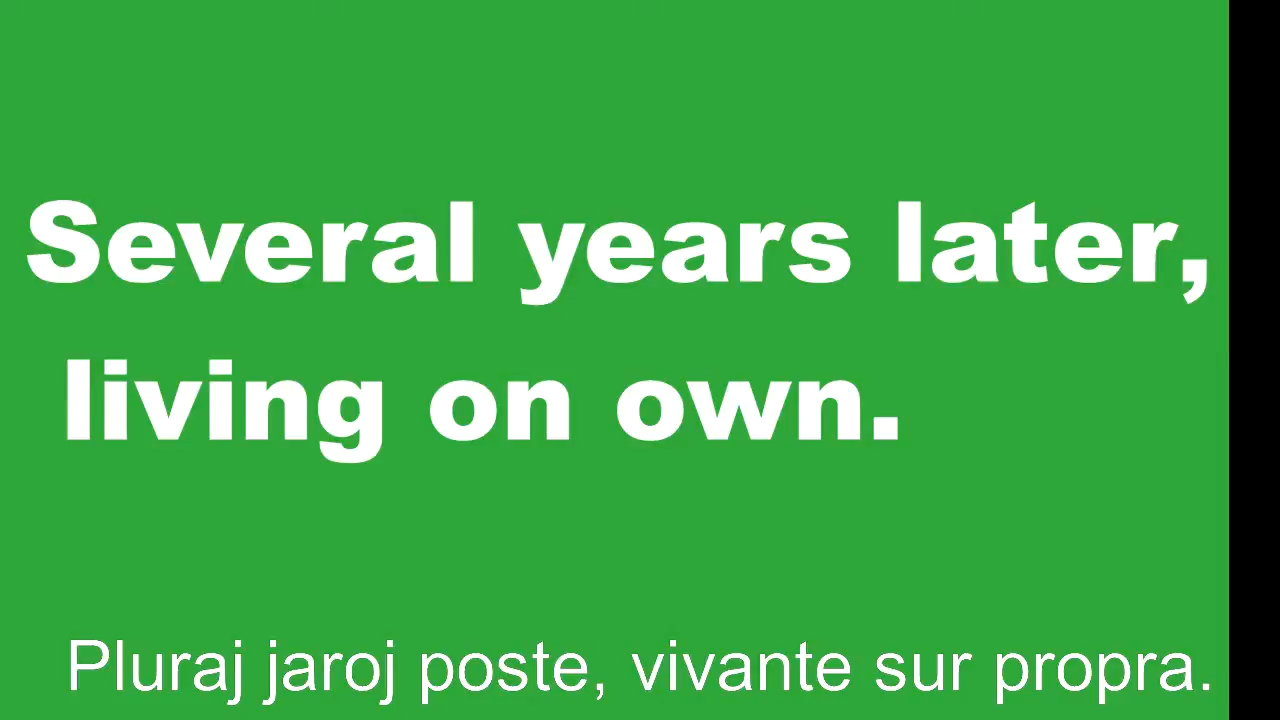 Several years later,
living on own.
Pluraj jaroj poste, vivante sur propra.